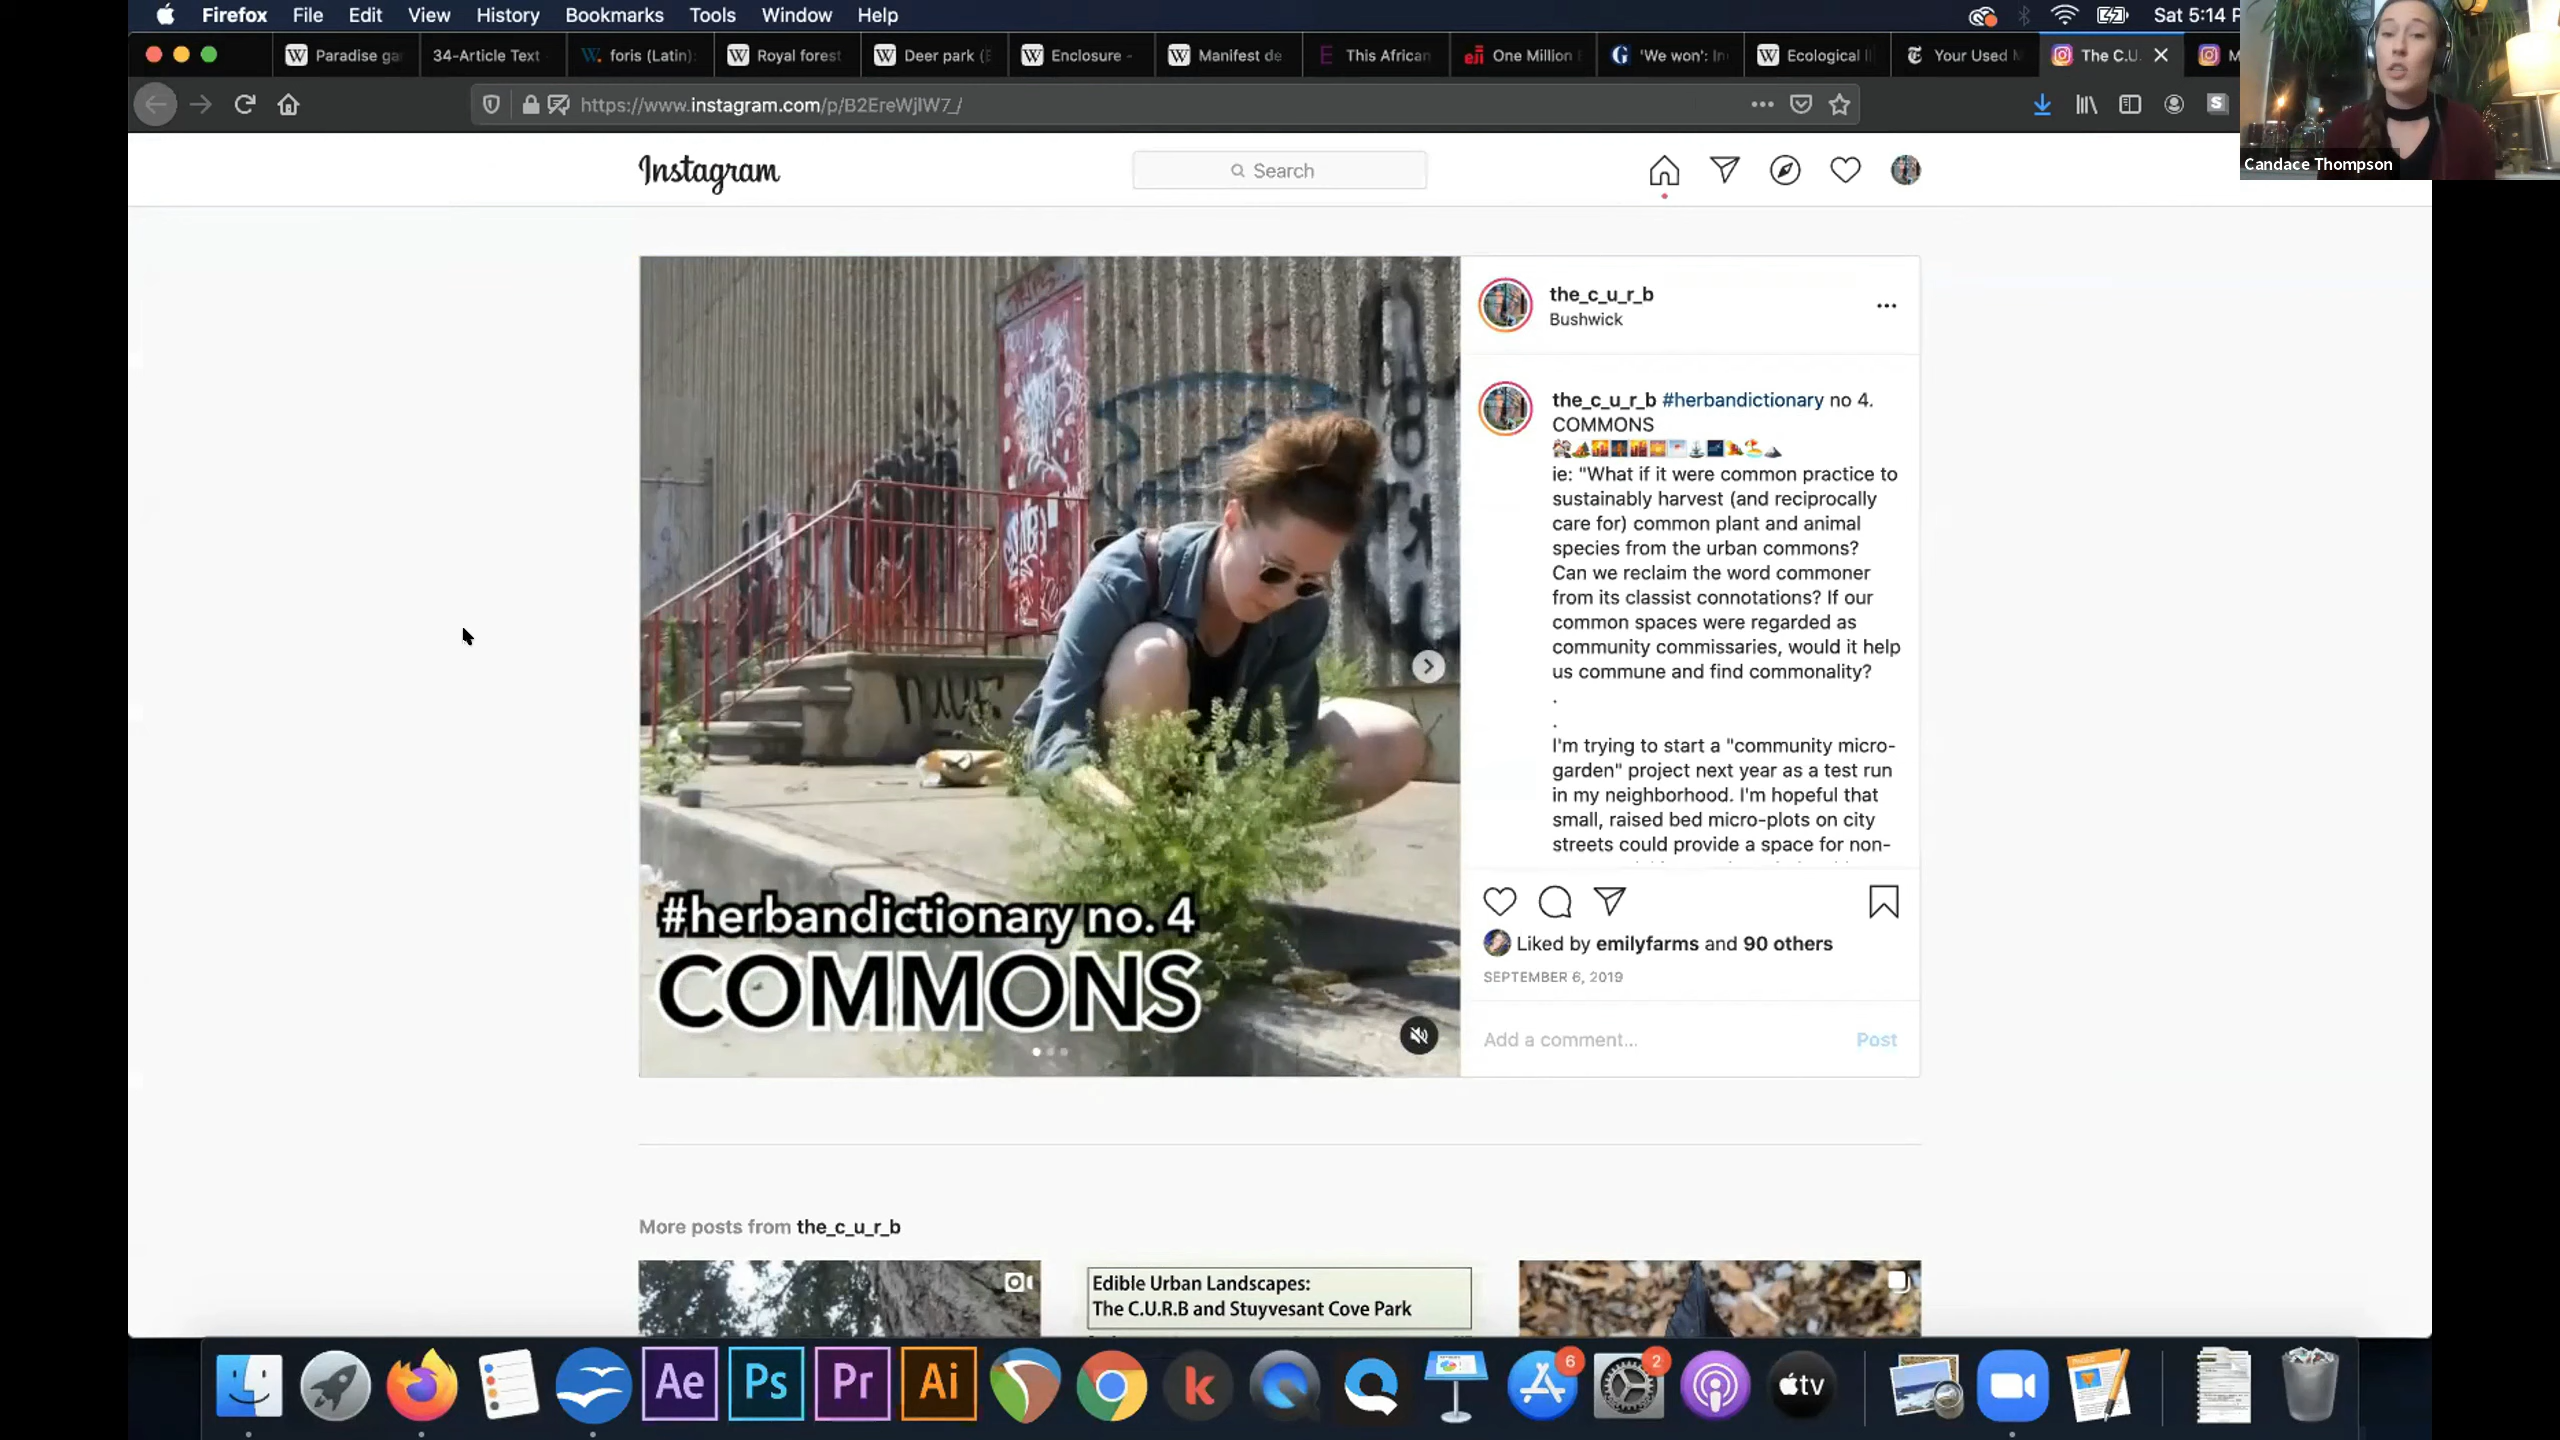 Firefox File Edit View History Bookmarks Tools Window Help
Sat 5:14 P
Paradise ga
34-Article Text
foris (Latin):
Royal forest
Deer park (E
Enclosure -
Manifest de
This African
One Million
'We won': In
Ecological I
Your Used
The C.U.
https://www.instagram.com/p/B2EreWjlW7_/
Candace Thompson
Instagram
Search
the_c_u_r_b
Bushwick
the_c_u_r_b #herbandictionary no 4.
COMMONS
ie: "What if it were common practice to
sustainably harvest (and reciprocally
care for) common plant and animal
species from the urban commons?
Can we reclaim the word commoner
from its classist connotations? If our
common spaces were regarded as
community commissaries, would it help
us commune and find commonality?
.
.
I'm trying to start a "community micro-
garden" project next year as a test run
in my neighborhood. I'm hopeful that
small, raised bed micro-plots on city
streets could provide a space for non-
#herbandictionary no. 4
COMMONS
Liked by emilyfarms and 90 others
SEPTEMBER 6, 2019
Add a comment... Post
More posts from the_c_u_r_b
Edible Urban Landscapes:
The C.U.R.B and Stuyvesant Cove Park
Ae Ps Pr Ai k 6 2 tv